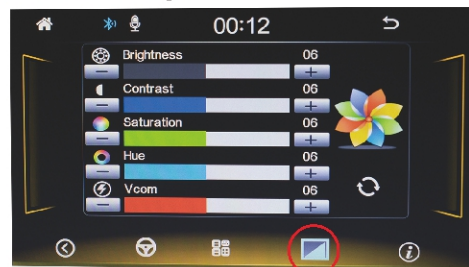 00:12
Brightness 06
Contrast 06
Saturation 06
Hue 06
Vcom 06